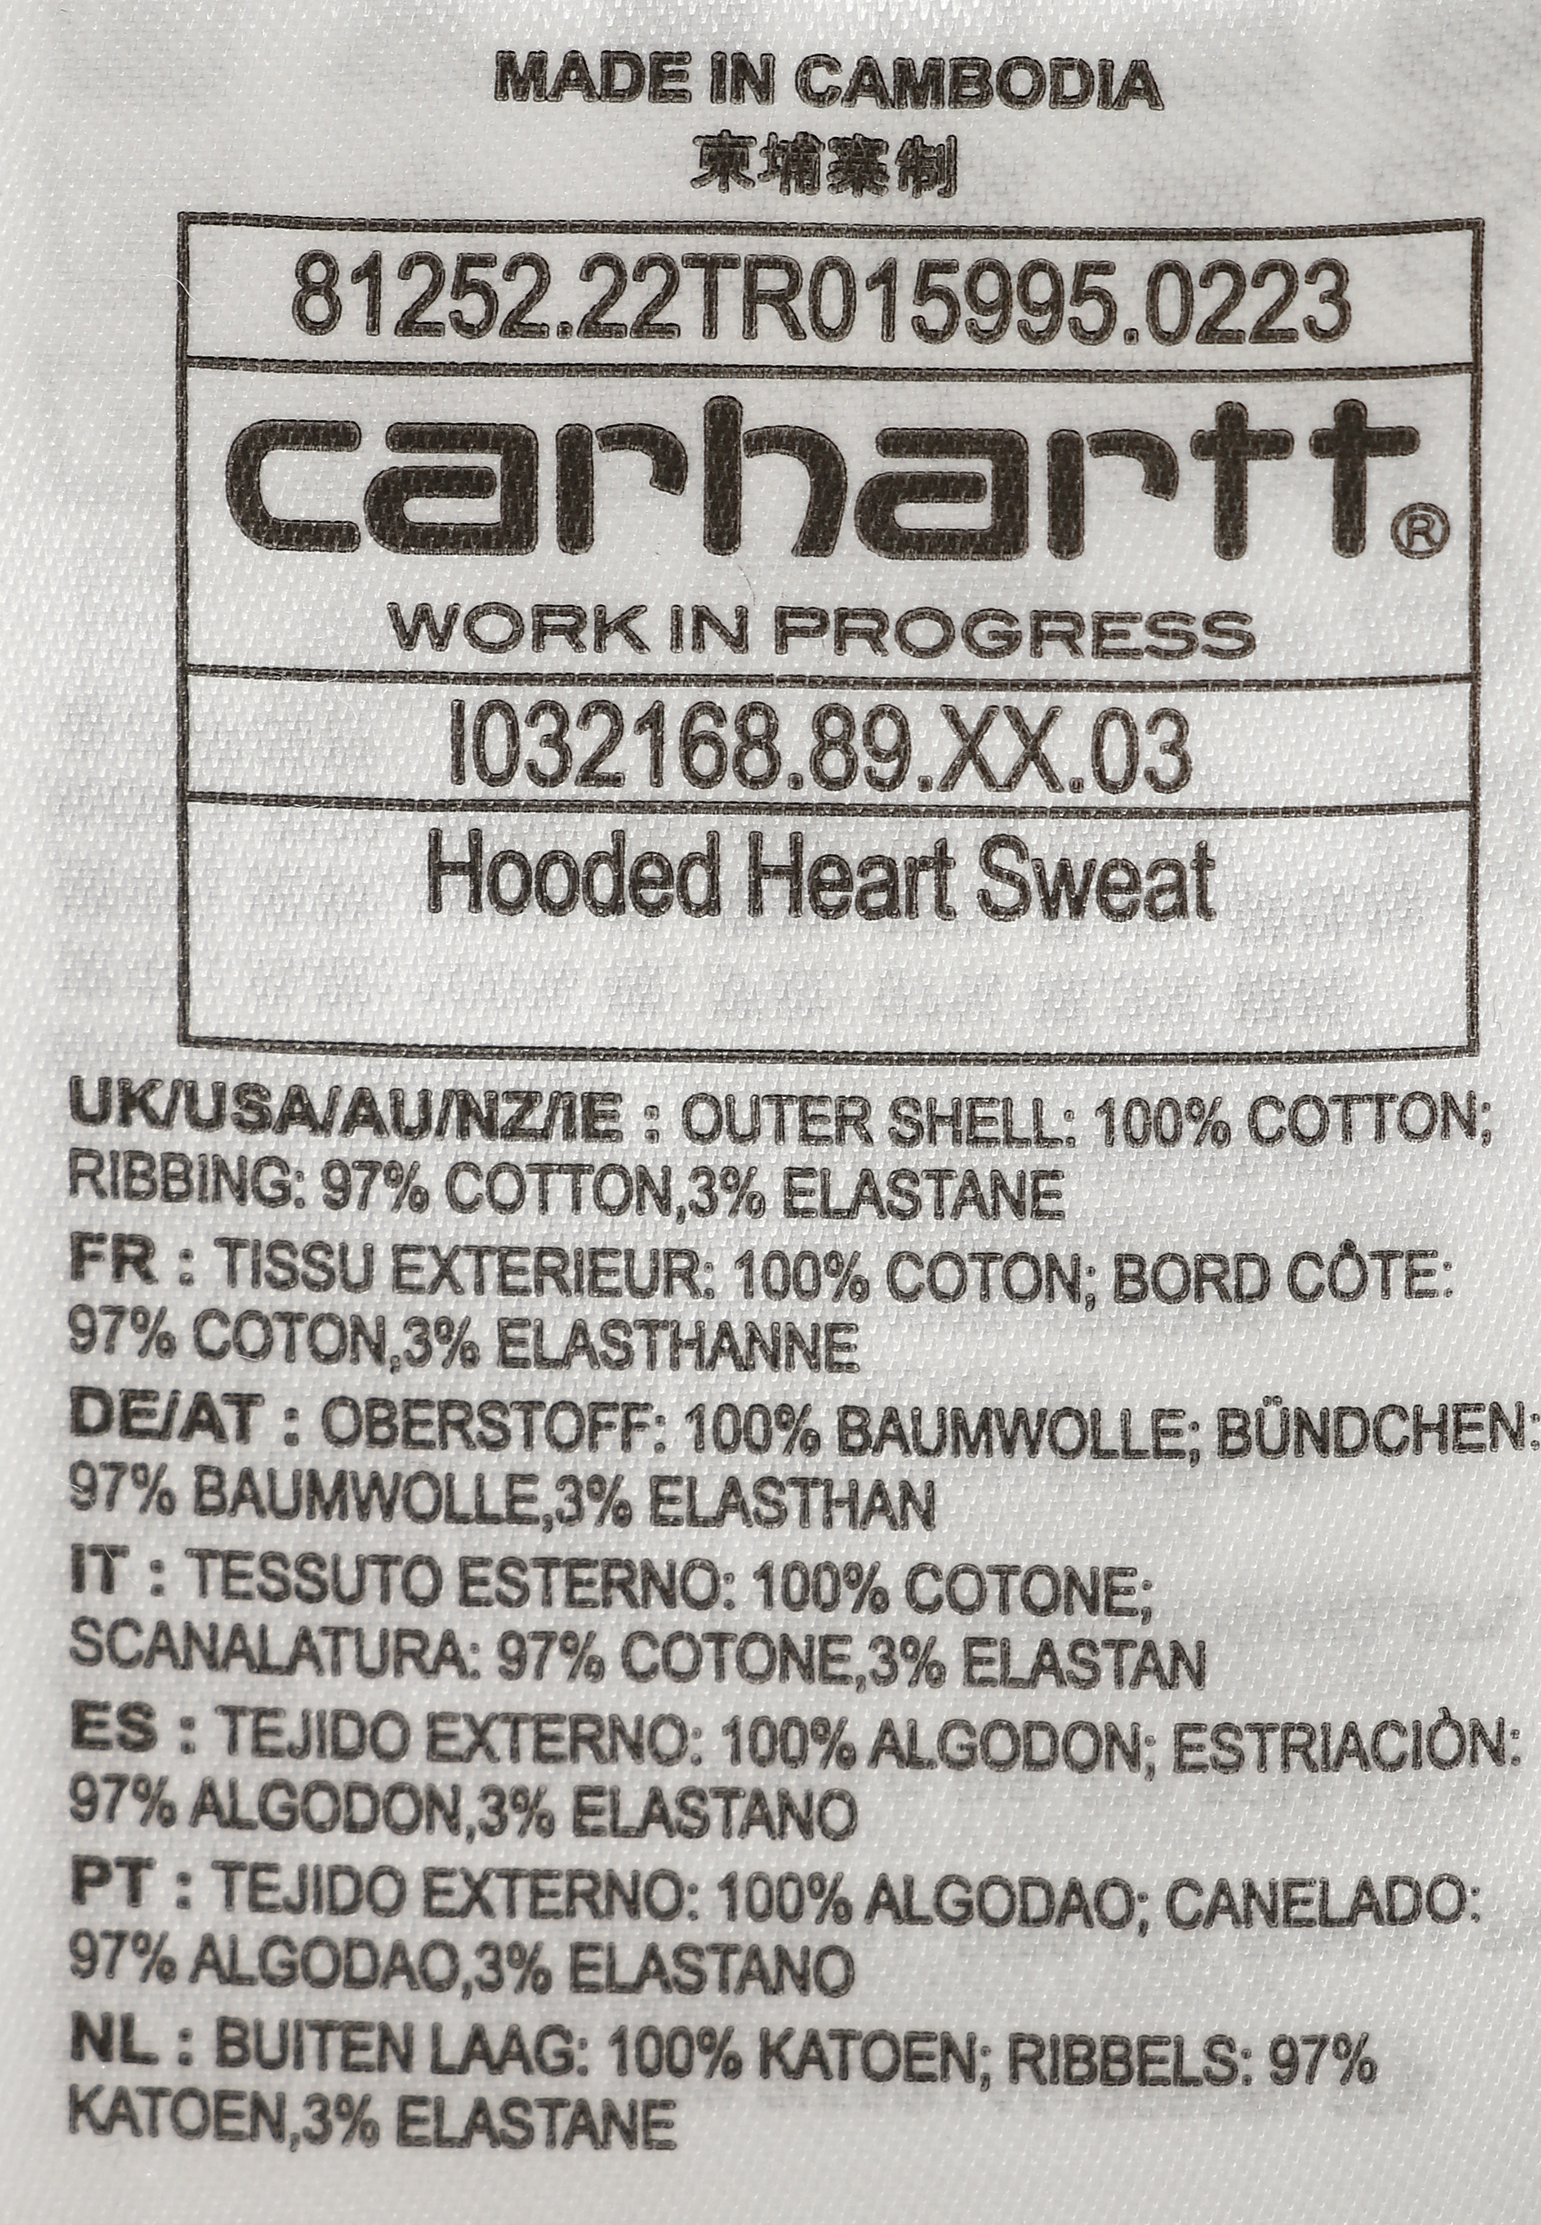 MADE IN CAMBODIA
柬埔寨制
81252.22TR015995.0223
carhartt®
WORK IN PROGRESS
I032168.89.XX.03
Hooded Heart Sweat
UK/USA/AU/NZ/IE : OUTER SHELL: 100% COTTON;
RIBBING: 97% COTTON,3% ELASTANE
FR : TISSU EXTERIEUR: 100% COTON; BORD CÔTE:
97% COTON,3% ELASTHANNE
DE/AT : OBERSTOFF: 100% BAUMWOLLE; BÜNDCHEN:
97% BAUMWOLLE,3% ELASTHAN
IT : TESSUTO ESTERNO: 100% COTONE;
SCANALATURA: 97% COTONE,3% ELASTAN
ES : TEJIDO EXTERNO: 100% ALGODON; ESTRIACIÒN:
97% ALGODON,3% ELASTANO
PT : TEJIDO EXTERNO: 100% ALGODAO; CANELADO:
97% ALGODAO,3% ELASTANO
NL : BUITEN LAAG: 100% KATOEN; RIBBELS: 97%
KATOEN,3% ELASTANE